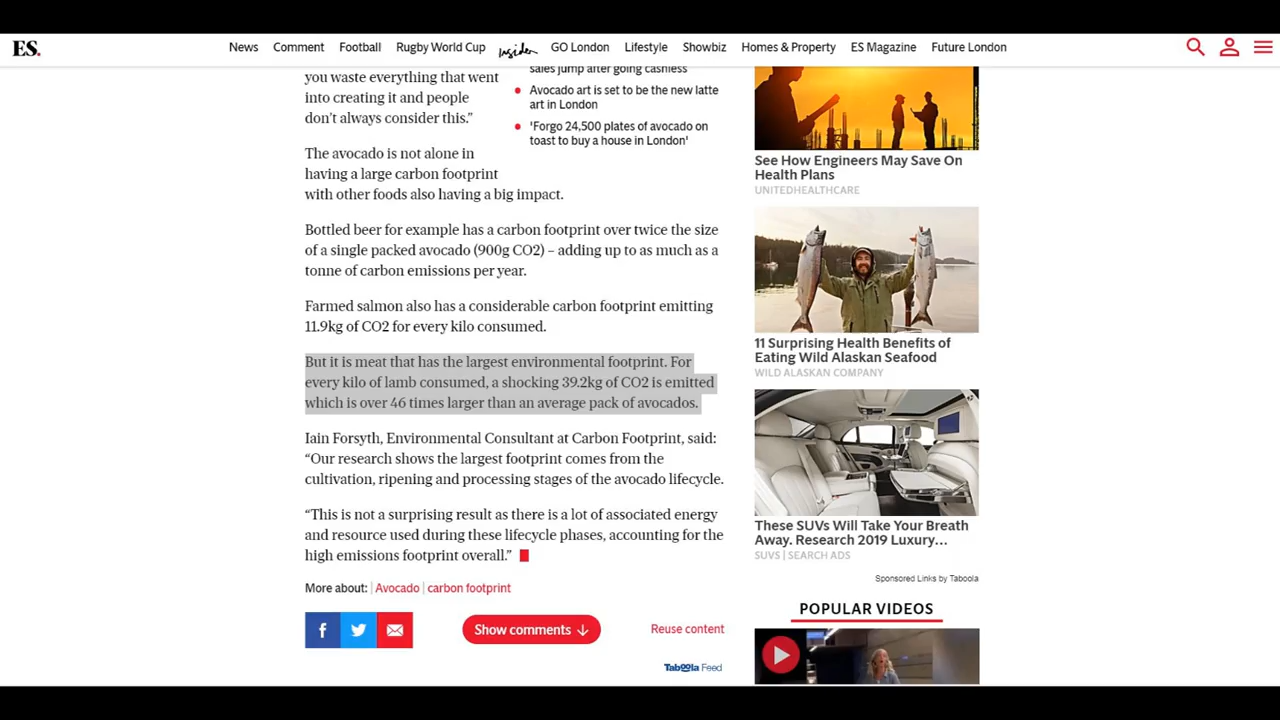 ES.
News
Comment
Football
Rugby World Cup
Insider
GO London
Lifestyle
Showbiz
Homes & Property
ES Magazine
Future London
you waste everything that went
into creating it and people
don't always consider this.”
The avocado is not alone in
having a large carbon footprint
with other foods also having a big impact.
sales jump after going cashless
Avocado art is set to be the new latte
art in London
'Forgo 24,500 plates of avocado on
toast to buy a house in London'
Bottled beer for example has a carbon footprint over twice the size
of a single packed avocado (900g CO2) – adding up to as much as a
tonne of carbon emissions per year.
Farmed salmon also has a considerable carbon footprint emitting
11.9kg of CO2 for every kilo consumed.
But it is meat that has the largest environmental footprint. For
every kilo of lamb consumed, a shocking 39.2kg of CO2 is emitted
which is over 46 times larger than an average pack of avocados.
Iain Forsyth, Environmental Consultant at Carbon Footprint, said:
“Our research shows the largest footprint comes from the
cultivation, ripening and processing stages of the avocado lifecycle.
“This is not a surprising result as there is a lot of associated energy
and resource used during these lifecycle phases, accounting for the
high emissions footprint overall.”
More about: | Avocado | carbon footprint
Show comments
Reuse content
Taboola Feed
See How Engineers May Save On
Health Plans
UNITEDHEALTHCARE
11 Surprising Health Benefits of
Eating Wild Alaskan Seafood
WILD ALASKAN COMPANY
These SUVs Will Take Your Breath
Away. Research 2019 Luxury…
SUVS | SEARCH ADS
Sponsored Links by Taboola
POPULAR VIDEOS